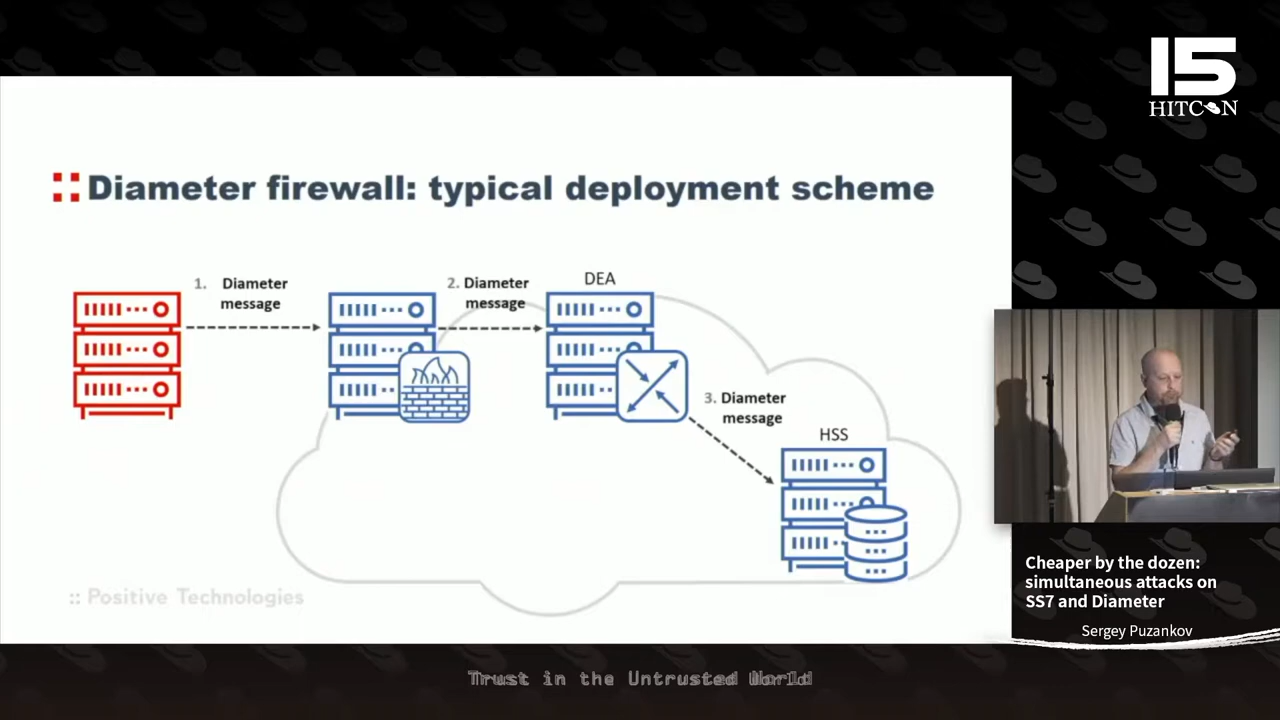 15
HITCON
Diameter firewall: typical deployment scheme
1. Diameter
message
2. Diameter
message
DEA
3. Diameter
message
HSS
:: Positive Technologies
Cheaper by the dozen:
simultaneous attacks on
SS7 and Diameter
Sergey Puzankov
Trust in the Untrusted World